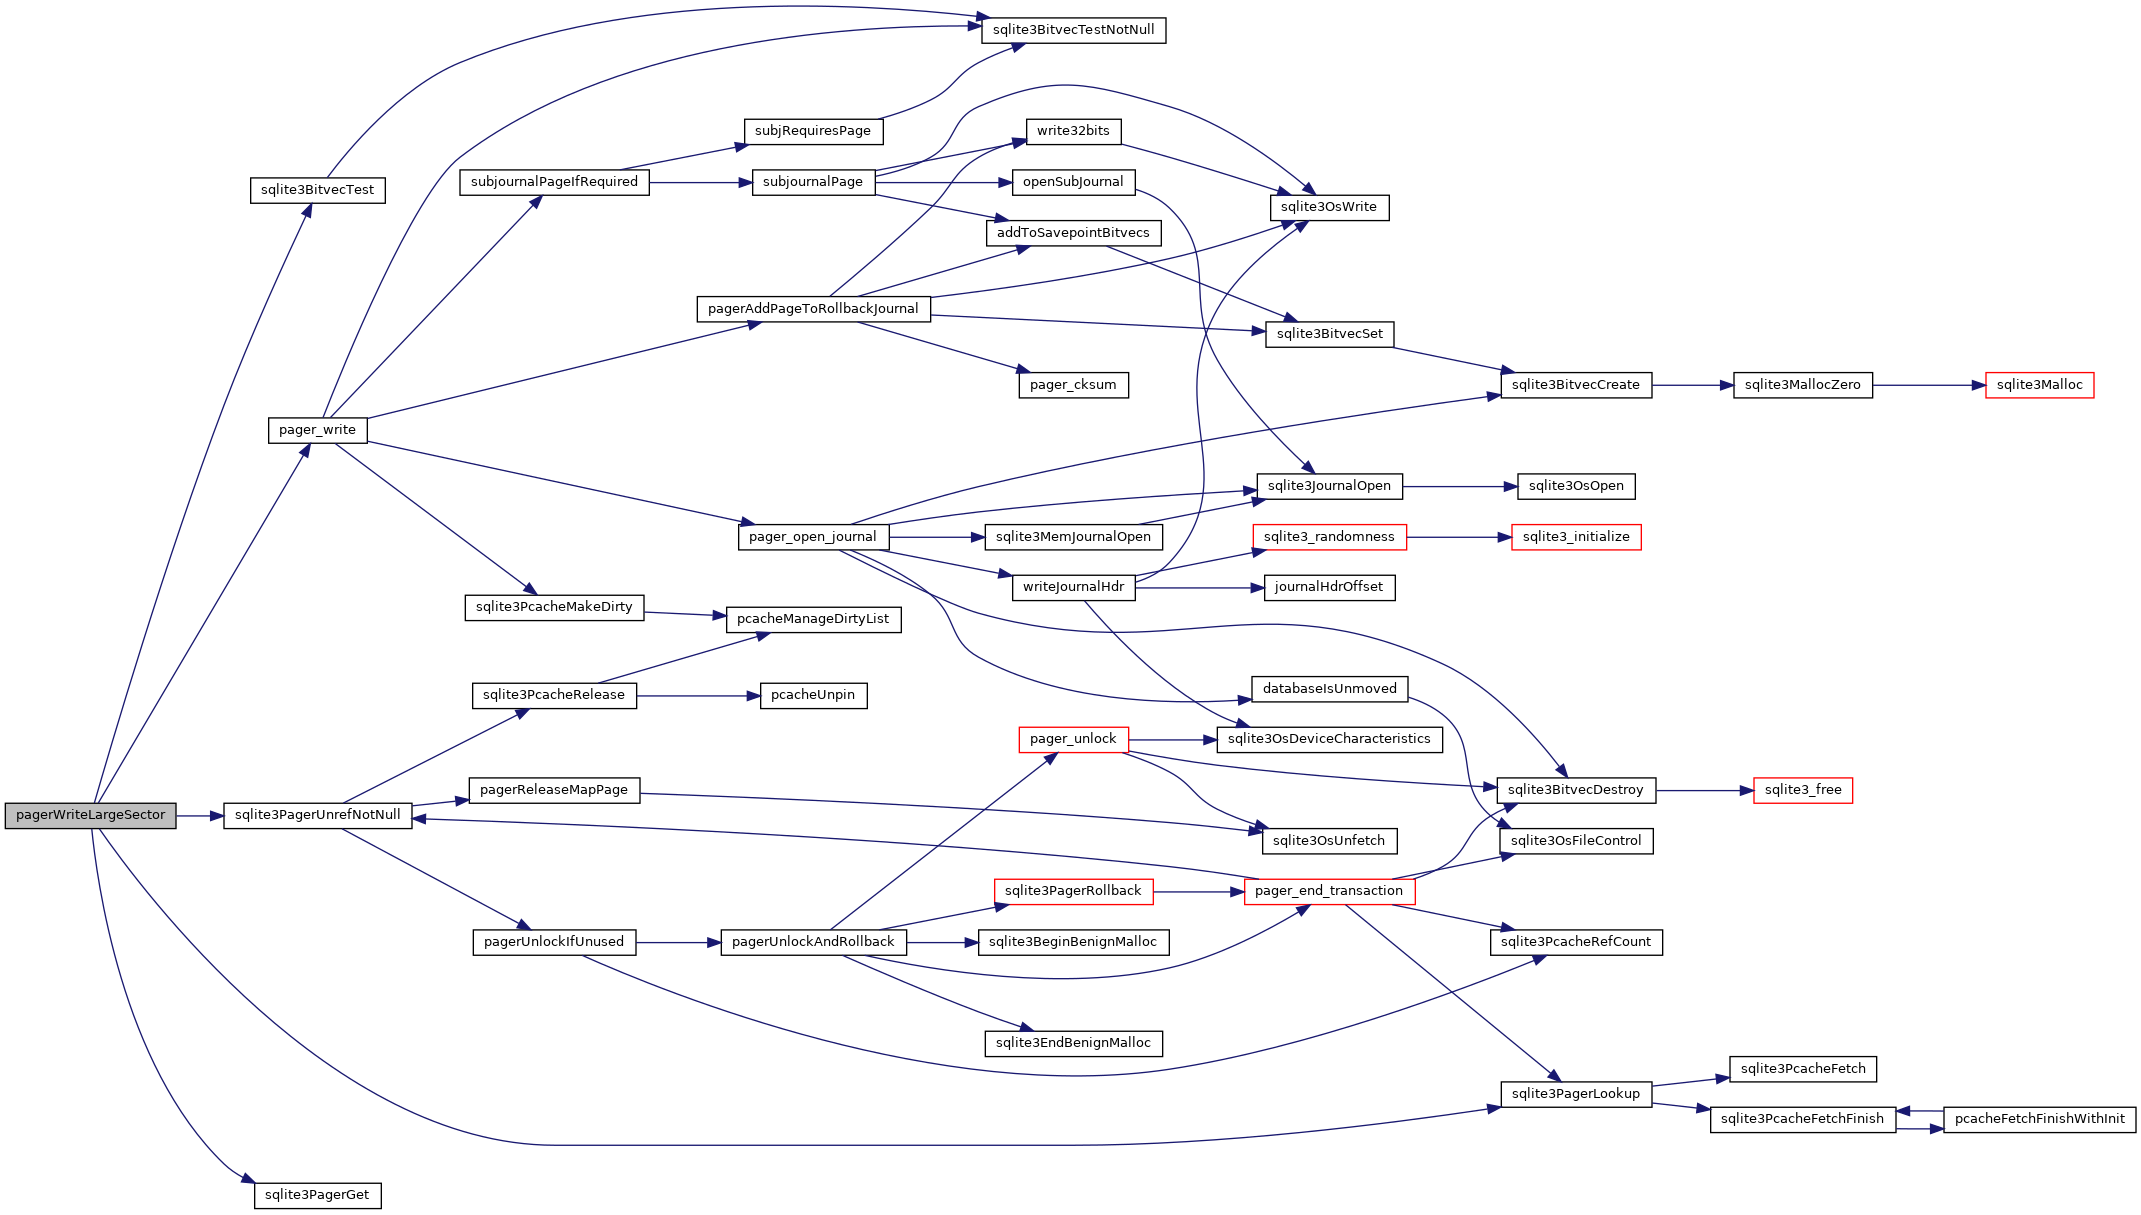 sqlite3BitvecTestNotNull
subjRequiresPage
write32bits
sqlite3BitvecTest
subjournalPageIfRequired
subjournalPage
openSubJournal
sqlite3OsWrite
addToSavepointBitvecs
pagerAddPageToRollbackJournal
sqlite3BitvecSet
pager_cksum
sqlite3BitvecCreate
sqlite3MallocZero
sqlite3Malloc
pager_write
sqlite3JournalOpen
sqlite3OsOpen
pager_open_journal
sqlite3MemJournalOpen
sqlite3_randomness
sqlite3_initialize
writeJournalHdr
journalHdrOffset
sqlite3PcacheMakeDirty
pcacheManageDirtyList
sqlite3PcacheRelease
pcacheUnpin
databaseIsUnmoved
pager_unlock
sqlite3OsDeviceCharacteristics
pagerReleaseMapPage
sqlite3BitvecDestroy
sqlite3_free
pagerWriteLargeSector
sqlite3PagerUnrefNotNull
sqlite3OsUnfetch
sqlite3OsFileControl
sqlite3PagerRollback
pager_end_transaction
pagerUnlockIfUnused
pagerUnlockAndRollback
sqlite3BeginBenignMalloc
sqlite3PcacheRefCount
sqlite3EndBenignMalloc
sqlite3PcacheFetch
sqlite3PagerLookup
sqlite3PcacheFetchFinish
pcacheFetchFinishWithInit
sqlite3PagerGet